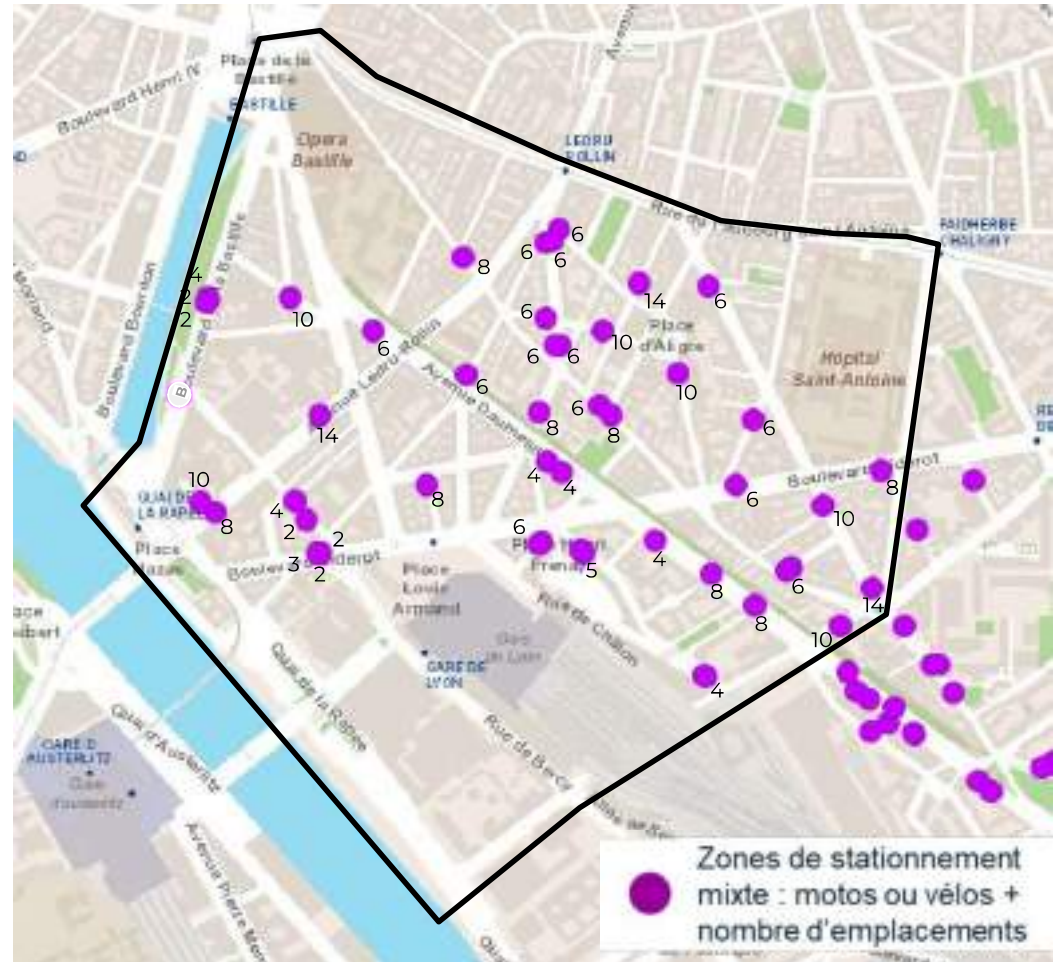 Place de la
Bastille
Boulevard Henri IV
BASTILLE
Opera
Bastille
LEDRU
ROLLIN
Rue du Faubourg Saint-Antoine
FAIDHERBE
CHALIGNY
Avenue
Boulevard Bourdon
Boulevard de la Bastille
6
6
6
8
4
2
2
10
14
6
6
6
10
Place
d'Aligre
6
6
Hôpital
Saint-Antoine
Avenue Ledru-Rollin
Avenue Daumesnil
6
10
14
8
6
8
6
4
4
Boulevard Diderot
8
6
10
QUAI DE
LA RAPEE
10
8
4
2
2
3
2
8
6
5
4
Place
Mazas
Boulevard Diderot
Place
Louis
Armand
8
6
14
8
10
4
Rue de Chalon
Gare
de Lyon
GARE DE
LYON
Quai de la Rapée
Rue de Bercy
Quai d'Austerlitz
GARE D
AUSTERLITZ
Gare
d'austerlitz
Zones de stationnement
mixte : motos ou vélos +
nombre d'emplacements